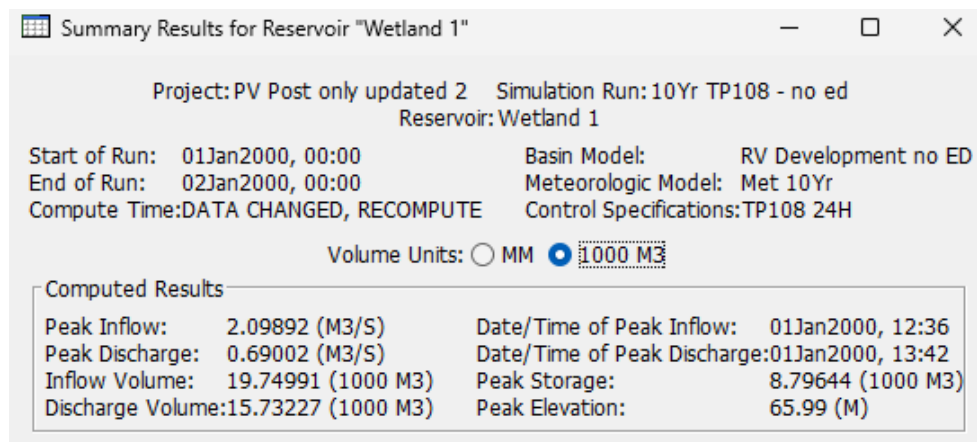 Summary Results for Reservoir "Wetland 1"
Project: PV Post only updated 2 Simulation Run: 10Yr TP108 - no ed
Reservoir: Wetland 1
Start of Run: 01Jan2000, 00:00 Basin Model: RV Development no ED
End of Run: 02Jan2000, 00:00 Meteorologic Model: Met 10Yr
Compute Time:DATA CHANGED, RECOMPUTE Control Specifications:TP108 24H
Volume Units: MM 1000 M3
Computed Results
Peak Inflow: 2.09892 (M3/S) Date/Time of Peak Inflow: 01Jan2000, 12:36
Peak Discharge: 0.69002 (M3/S) Date/Time of Peak Discharge:01Jan2000, 13:42
Inflow Volume: 19.74991 (1000 M3) Peak Storage: 8.79644 (1000 M3)
Discharge Volume:15.73227 (1000 M3) Peak Elevation: 65.99 (M)